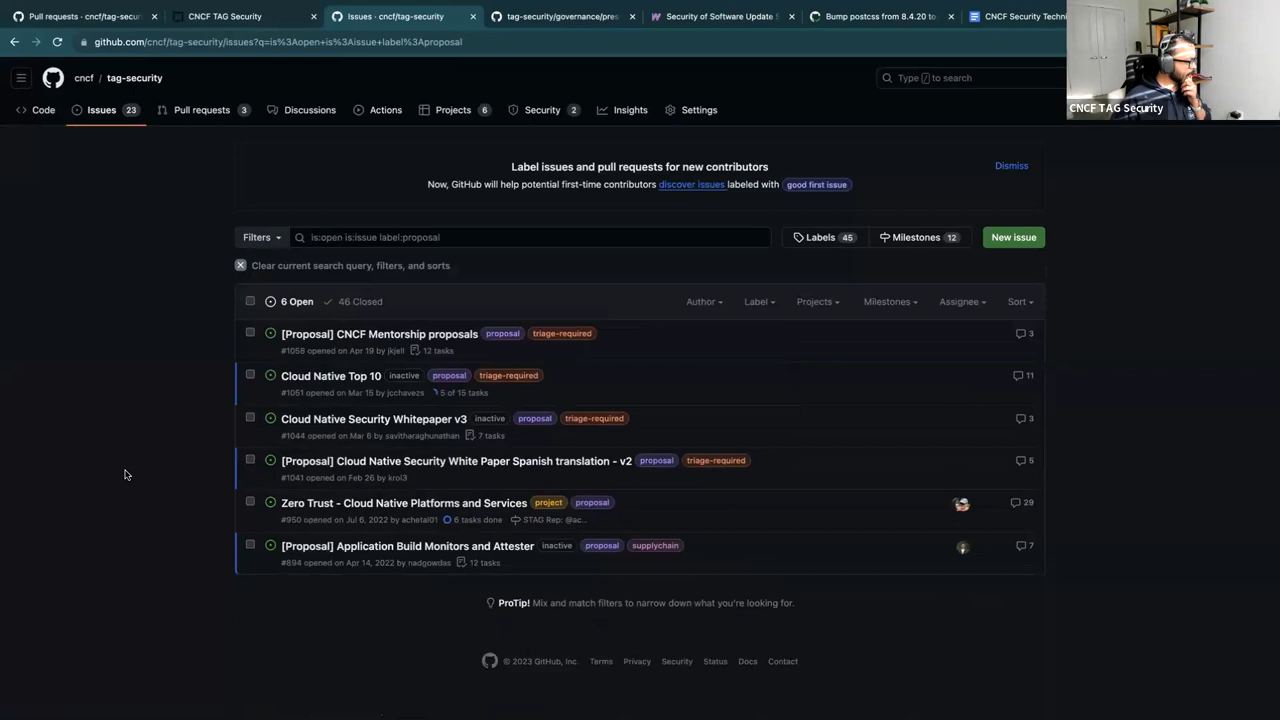 Pull requests · cncf/tag-secur
CNCF TAG Security
Issues · cncf/tag-security
tag-security/governance/pres
Security of Software Update S
Bump postcss from 8.4.20 to
CNCF Security Techni
github.com/cncf/tag-security/issues?q=is%3Aopen+is%3Aissue+label%3Aproposal
CNCF TAG Security
cncf / tag-security
Type / to search
Code
Issues 23
Pull requests 3
Discussions
Actions
Projects 6
Security 2
Insights
Settings
Label issues and pull requests for new contributors
Dismiss
Now, GitHub will help potential first-time contributors discover issues labeled with good first issue
Filters
is:open is:issue label:proposal
Labels 45
Milestones 12
New issue
Clear current search query, filters, and sorts
6 Open
46 Closed
Author
Label
Projects
Milestones
Assignee
Sort
[Proposal] CNCF Mentorship proposals proposal triage-required 3
#1058 opened on Apr 19 by jkjell 12 tasks
Cloud Native Top 10 inactive proposal triage-required 11
#1051 opened on Mar 15 by jcchavezs 5 of 15 tasks
Cloud Native Security Whitepaper v3 inactive proposal triage-required 3
#1044 opened on Mar 6 by savitharaghunathan 7 tasks
[Proposal] Cloud Native Security White Paper Spanish translation - v2 proposal triage-required 5
#1041 opened on Feb 26 by krol3
Zero Trust - Cloud Native Platforms and Services project proposal 29
#950 opened on Jul 6, 2022 by achetal01 6 tasks done STAG Rep: @ac...
[Proposal] Application Build Monitors and Attester inactive proposal supplychain 7
#894 opened on Apr 14, 2022 by nadgowdas 12 tasks
ProTip! Mix and match filters to narrow down what you're looking for.
© 2023 GitHub, Inc.
Terms
Privacy
Security
Status
Docs
Contact